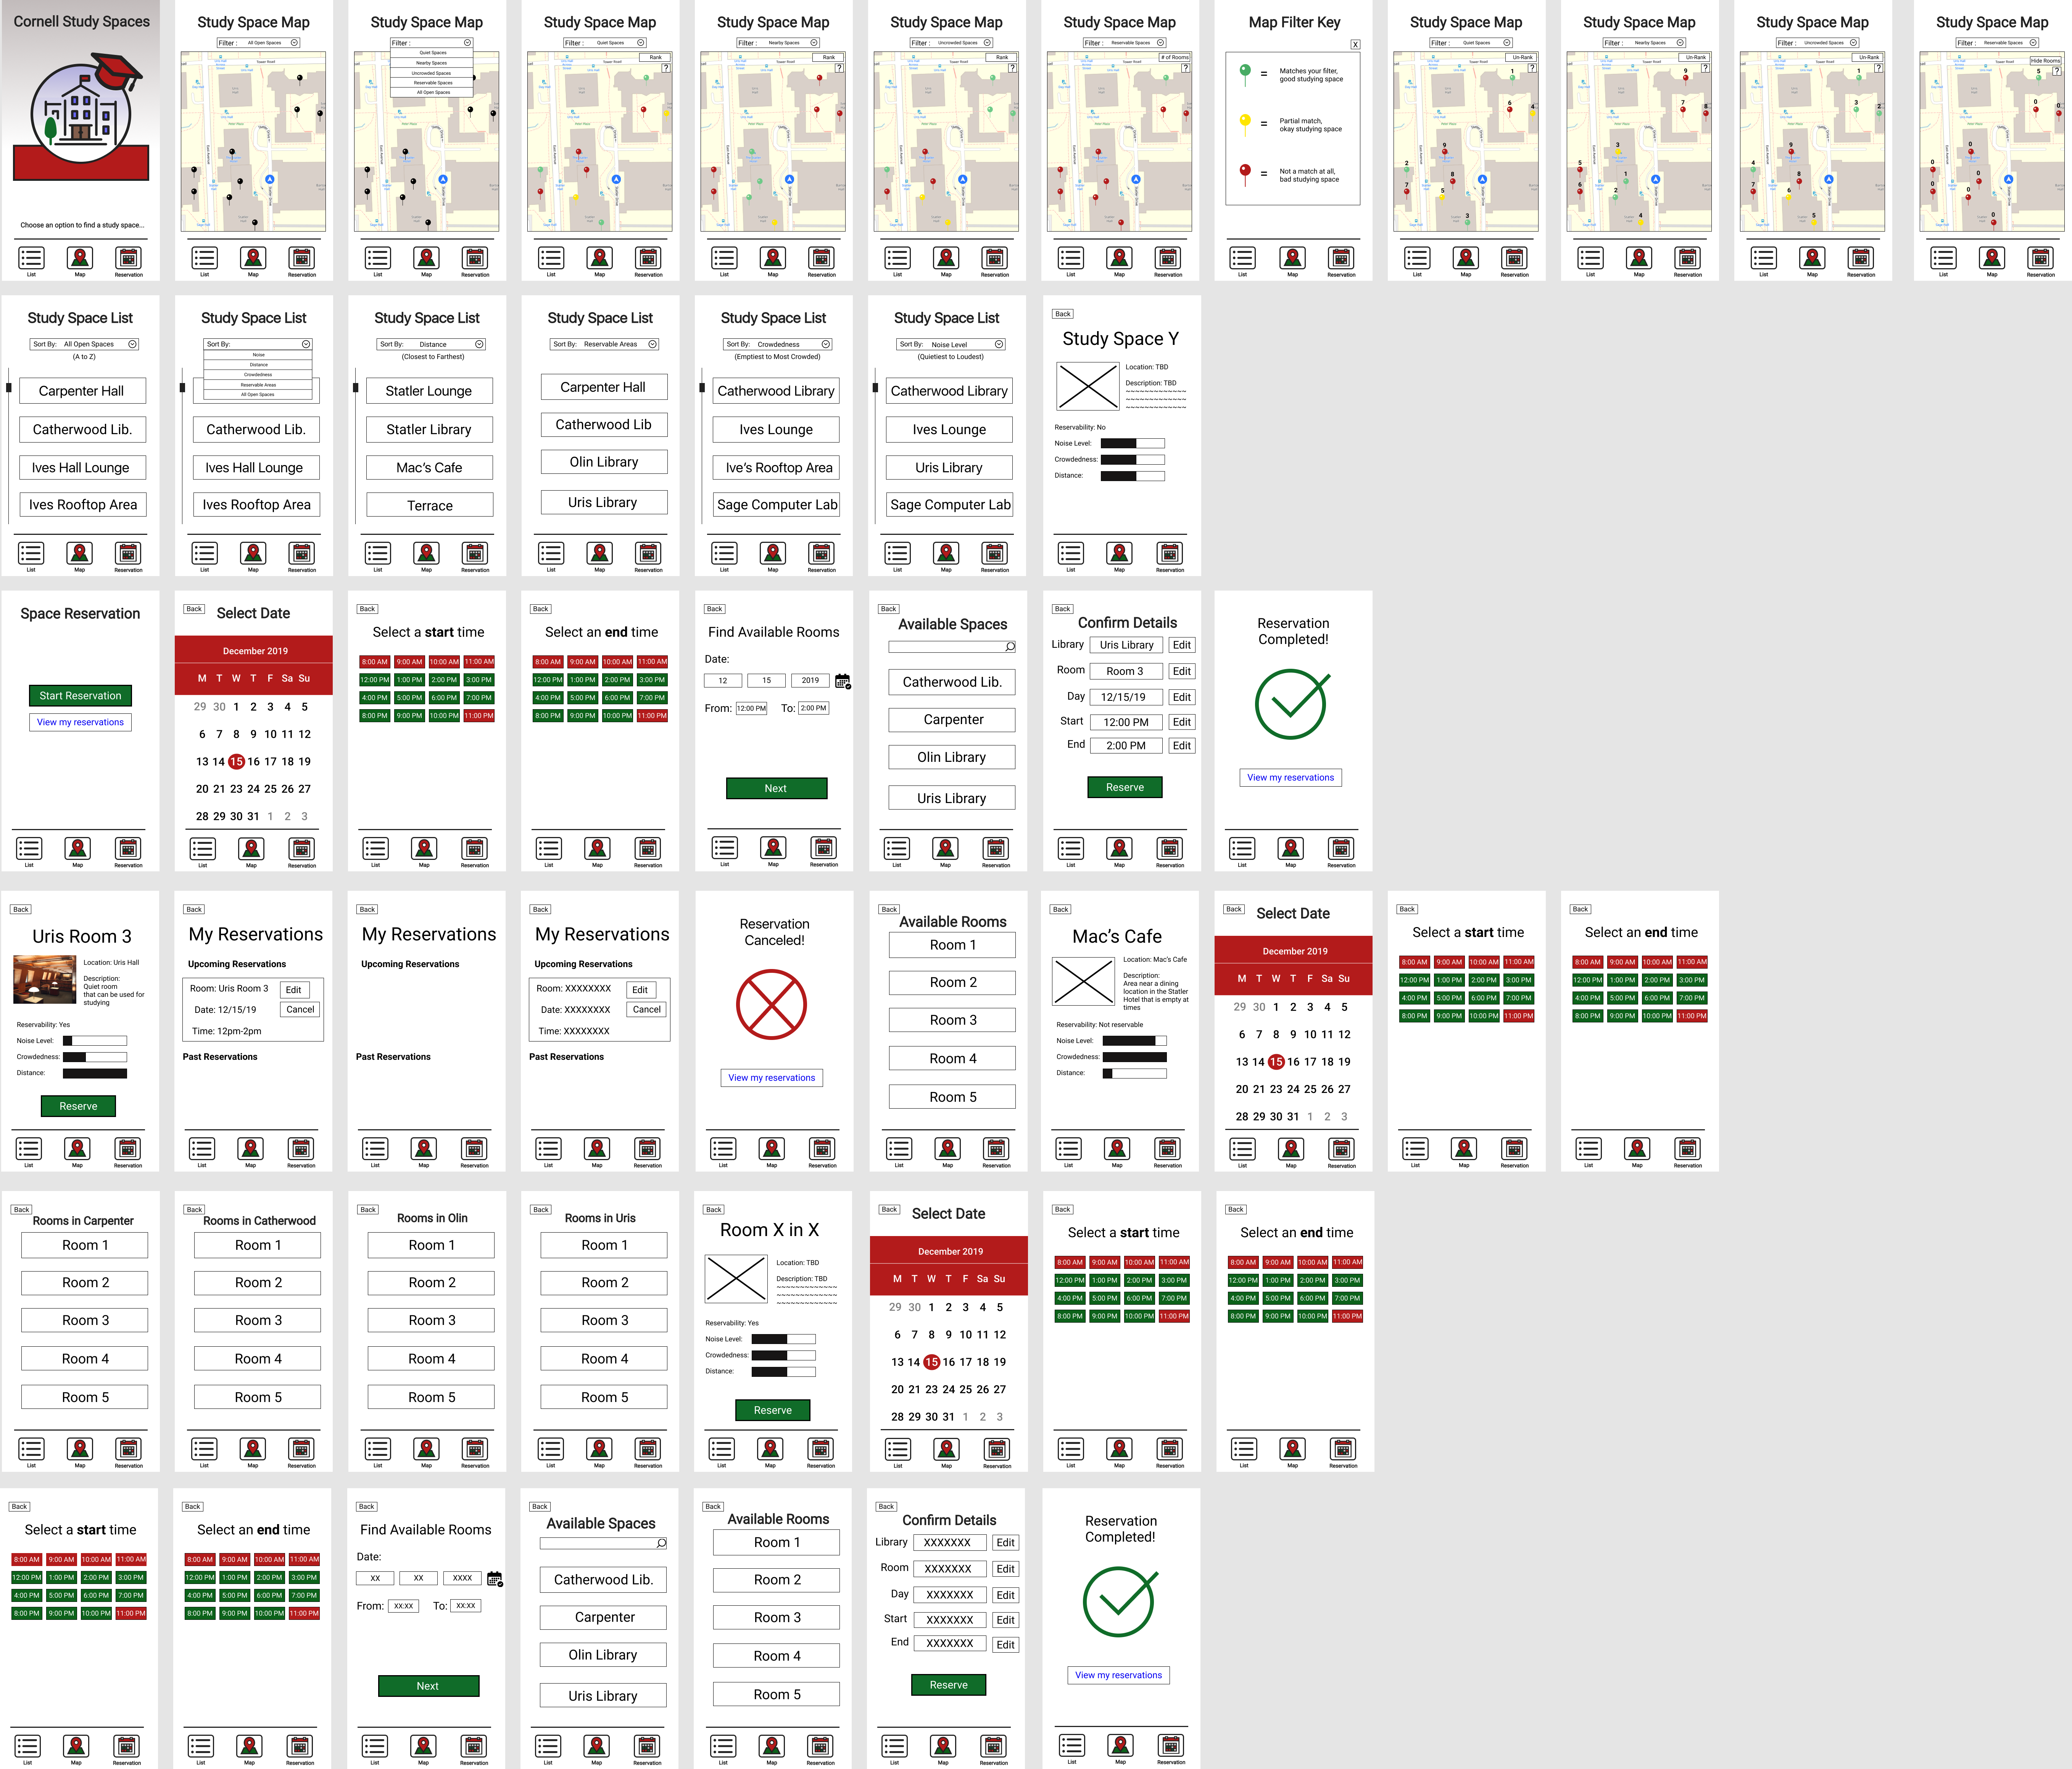 Cornell Study Spaces
Choose an option to find a study space...
List
Map
Reservation
Study Space Map
Filter :
All Open Spaces
Tower Road
List
Map
Reservation
Study Space Map
Filter :
Quiet Spaces
Nearby Spaces
Uncrowded Spaces
Reservable Spaces
All Open Spaces
List
Map
Reservation
Study Space Map
Filter :
Quiet Spaces
Rank
?
Tower Road
List
Map
Reservation
Study Space Map
Filter :
Nearby Spaces
Rank
?
Tower Road
List
Map
Reservation
Study Space Map
Filter :
Uncrowded Spaces
Rank
?
Tower Road
List
Map
Reservation
Study Space Map
Filter :
Reservable Spaces
# of Rooms
?
Tower Road
List
Map
Reservation
Map Filter Key
X
= Matches your filter,
good studying space
= Partial match,
okay studying space
= Not a match at all,
bad studying space
List
Map
Reservation
Study Space Map
Filter :
Quiet Spaces
Un-Rank
?
Tower Road
1
6
4
9
2
8
7
5
3
List
Map
Reservation
Study Space Map
Filter :
Nearby Spaces
Un-Rank
?
Tower Road
9
7
8
3
5
1
6
2
4
List
Map
Reservation
Study Space Map
Filter :
Uncrowded Spaces
Un-Rank
?
Tower Road
1
3
2
9
4
8
7
6
5
List
Map
Reservation
Study Space Map
Filter :
Reservable Spaces
Hide Rooms
?
Tower Road
5
0
0
0
0
0
0
0
0
List
Map
Reservation
Study Space List
Sort By: All Open Spaces
(A to Z)
Carpenter Hall
Catherwood Lib.
Ives Hall Lounge
Ives Rooftop Area
List
Map
Reservation
Study Space List
Sort By:
Noise
Distance
Crowdedness
Reservable Areas
All Open Spaces
Catherwood Lib.
Ives Hall Lounge
Ives Rooftop Area
List
Map
Reservation
Study Space List
Sort By: Distance
(Closest to Farthest)
Statler Lounge
Statler Library
Mac's Cafe
Terrace
List
Map
Reservation
Study Space List
Sort By: Reservable Areas
Carpenter Hall
Catherwood Lib
Olin Library
Uris Library
List
Map
Reservation
Study Space List
Sort By: Crowdedness
(Emptiest to Most Crowded)
Catherwood Library
Ives Lounge
Ive's Rooftop Area
Sage Computer Lab
List
Map
Reservation
Study Space List
Sort By: Noise Level
(Quietiest to Loudest)
Catherwood Library
Ives Lounge
Uris Library
Sage Computer Lab
List
Map
Reservation
Back
Study Space Y
Location: TBD
Description: TBD
~~~~~~~~~~~~~
~~~~~~~~~~~~~
~~~~~~~~~~~~~
Reservability: No
Noise Level:
Crowdedness:
Distance:
List
Map
Reservation
Space Reservation
Start Reservation
View my reservations
List
Map
Reservation
Back
Select Date
December 2019
M T W T F Sa Su
29 30 1 2 3 4 5
6 7 8 9 10 11 12
13 14 15 16 17 18 19
20 21 23 24 25 26 27
28 29 30 31 1 2 3
List
Map
Reservation
Back
Select a start time
8:00 AM 9:00 AM 10:00 AM 11:00 AM
12:00 PM 1:00 PM 2:00 PM 3:00 PM
4:00 PM 5:00 PM 6:00 PM 7:00 PM
8:00 PM 9:00 PM 10:00 PM 11:00 PM
List
Map
Reservation
Back
Select an end time
8:00 AM 9:00 AM 10:00 AM 11:00 AM
12:00 PM 1:00 PM 2:00 PM 3:00 PM
4:00 PM 5:00 PM 6:00 PM 7:00 PM
8:00 PM 9:00 PM 10:00 PM 11:00 PM
List
Map
Reservation
Back
Find Available Rooms
Date:
12 15 2019
From: 12:00 PM To: 2:00 PM
Next
List
Map
Reservation
Back
Available Spaces
Catherwood Lib.
Carpenter
Olin Library
Uris Library
List
Map
Reservation
Back
Confirm Details
Library Uris Library Edit
Room Room 3 Edit
Day 12/15/19 Edit
Start 12:00 PM Edit
End 2:00 PM Edit
Reserve
List
Map
Reservation
Reservation
Completed!
View my reservations
List
Map
Reservation
Back
Uris Room 3
Location: Uris Hall
Description:
Quiet room
that can be used for
studying
Reservability: Yes
Noise Level:
Crowdedness:
Distance:
Reserve
List
Map
Reservation
Back
My Reservations
Upcoming Reservations
Room: Uris Room 3 Edit
Date: 12/15/19 Cancel
Time: 12pm-2pm
Past Reservations
List
Map
Reservation
Back
My Reservations
Upcoming Reservations
Past Reservations
List
Map
Reservation
Back
My Reservations
Upcoming Reservations
Room: XXXXXXXX Edit
Date: XXXXXXXX Cancel
Time: XXXXXXXX
Past Reservations
List
Map
Reservation
Reservation
Canceled!
View my reservations
List
Map
Reservation
Back
Available Rooms
Room 1
Room 2
Room 3
Room 4
Room 5
List
Map
Reservation
Back
Mac's Cafe
Location: Mac's Cafe
Description:
Area near a dining
location in the Statler
Hotel that is empty at
times
Reservability: Not reservable
Noise Level:
Crowdedness:
Distance:
List
Map
Reservation
Back
Select Date
December 2019
M T W T F Sa Su
29 30 1 2 3 4 5
6 7 8 9 10 11 12
13 14 15 16 17 18 19
20 21 23 24 25 26 27
28 29 30 31 1 2 3
List
Map
Reservation
Back
Select a start time
8:00 AM 9:00 AM 10:00 AM 11:00 AM
12:00 PM 1:00 PM 2:00 PM 3:00 PM
4:00 PM 5:00 PM 6:00 PM 7:00 PM
8:00 PM 9:00 PM 10:00 PM 11:00 PM
List
Map
Reservation
Back
Select an end time
8:00 AM 9:00 AM 10:00 AM 11:00 AM
12:00 PM 1:00 PM 2:00 PM 3:00 PM
4:00 PM 5:00 PM 6:00 PM 7:00 PM
8:00 PM 9:00 PM 10:00 PM 11:00 PM
List
Map
Reservation
Back
Rooms in Carpenter
Room 1
Room 2
Room 3
Room 4
Room 5
List
Map
Reservation
Back
Rooms in Catherwood
Room 1
Room 2
Room 3
Room 4
Room 5
List
Map
Reservation
Back
Rooms in Olin
Room 1
Room 2
Room 3
Room 4
Room 5
List
Map
Reservation
Back
Rooms in Uris
Room 1
Room 2
Room 3
Room 4
Room 5
List
Map
Reservation
Back
Room X in X
Location: TBD
Description: TBD
~~~~~~~~~~~~~
~~~~~~~~~~~~~
~~~~~~~~~~~~~
Reservability: Yes
Noise Level:
Crowdedness:
Distance:
Reserve
List
Map
Reservation
Back
Select Date
December 2019
M T W T F Sa Su
29 30 1 2 3 4 5
6 7 8 9 10 11 12
13 14 15 16 17 18 19
20 21 23 24 25 26 27
28 29 30 31 1 2 3
List
Map
Reservation
Back
Select a start time
8:00 AM 9:00 AM 10:00 AM 11:00 AM
12:00 PM 1:00 PM 2:00 PM 3:00 PM
4:00 PM 5:00 PM 6:00 PM 7:00 PM
8:00 PM 9:00 PM 10:00 PM 11:00 PM
List
Map
Reservation
Back
Select an end time
8:00 AM 9:00 AM 10:00 AM 11:00 AM
12:00 PM 1:00 PM 2:00 PM 3:00 PM
4:00 PM 5:00 PM 6:00 PM 7:00 PM
8:00 PM 9:00 PM 10:00 PM 11:00 PM
List
Map
Reservation
Back
Select a start time
8:00 AM 9:00 AM 10:00 AM 11:00 AM
12:00 PM 1:00 PM 2:00 PM 3:00 PM
4:00 PM 5:00 PM 6:00 PM 7:00 PM
8:00 PM 9:00 PM 10:00 PM 11:00 PM
List
Map
Reservation
Back
Select an end time
8:00 AM 9:00 AM 10:00 AM 11:00 AM
12:00 PM 1:00 PM 2:00 PM 3:00 PM
4:00 PM 5:00 PM 6:00 PM 7:00 PM
8:00 PM 9:00 PM 10:00 PM 11:00 PM
List
Map
Reservation
Back
Find Available Rooms
Date:
XX XX XXXX
From: XX:XX To: XX:XX
Next
List
Map
Reservation
Back
Available Spaces
Catherwood Lib.
Carpenter
Olin Library
Uris Library
List
Map
Reservation
Back
Available Rooms
Room 1
Room 2
Room 3
Room 4
Room 5
List
Map
Reservation
Back
Confirm Details
Library XXXXXXX Edit
Room XXXXXXX Edit
Day XXXXXXX Edit
Start XXXXXXX Edit
End XXXXXXX Edit
Reserve
List
Map
Reservation
Reservation
Completed!
View my reservations
List
Map
Reservation